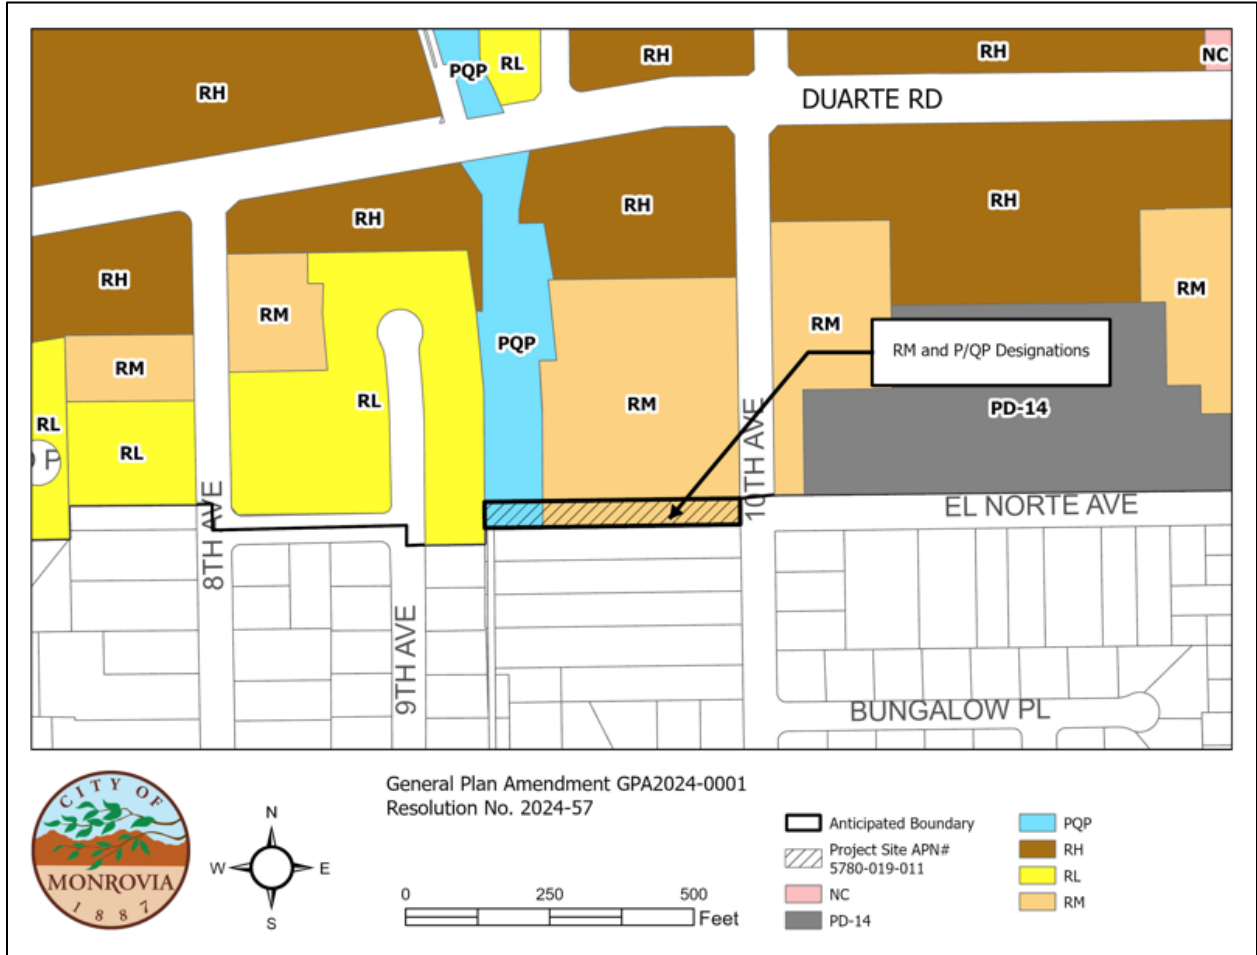 RH
PQP
RL
RH
RH
NC
DUARTE RD
RH
RH
RH
RH
RM
RM
RM
RM
RM and P/QP Designations
PQP
RL
RM
RL
RL
PD-14
10TH AVE
8TH AVE
EL NORTE AVE
9TH AVE
BUNGALOW PL
CITY OF
MONROVIA
1887
N
W
E
S
General Plan Amendment GPA2024-0001
Resolution No. 2024-57
0 250 500
Feet
Anticipated Boundary
Project Site APN#
5780-019-011
NC
PD-14
PQP
RH
RL
RM